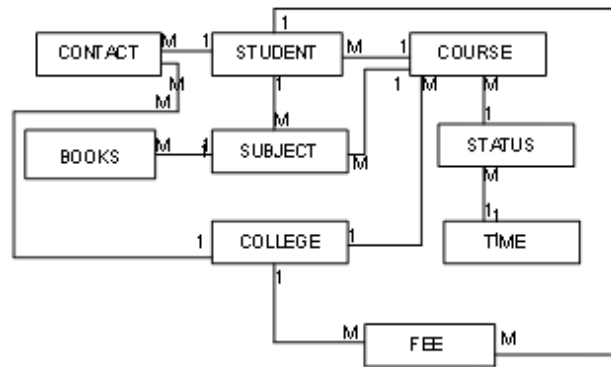 1
CONTACT M 1 STUDENT M 1 COURSE
M 1 1 M M
M
M 1
BOOKS M 1 SUBJECT M STATUS
M
1 1
1 COLLEGE 1 TIME
1
M FEE M